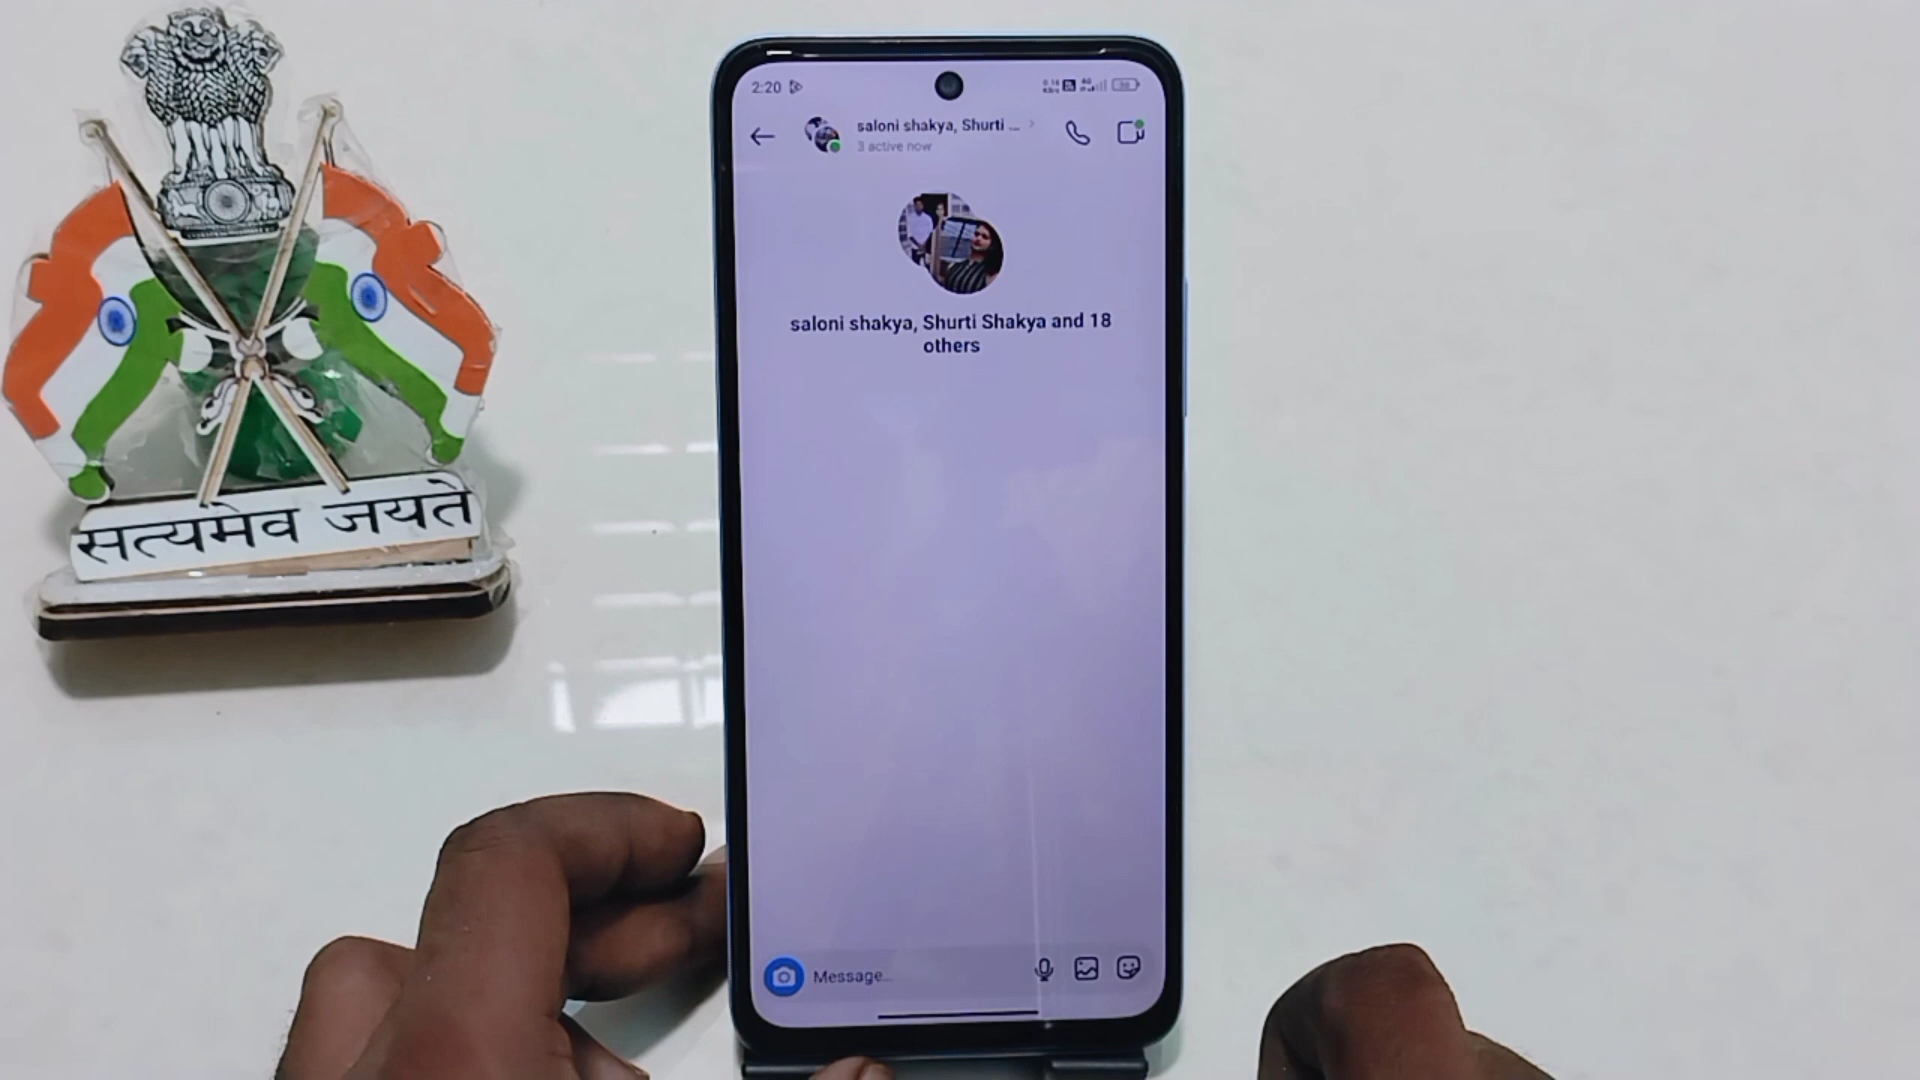 2:20
saloni shakya, Shurti ...
3 active now
saloni shakya, Shurti Shakya and 18
others
सत्यमेव जयते
Message...